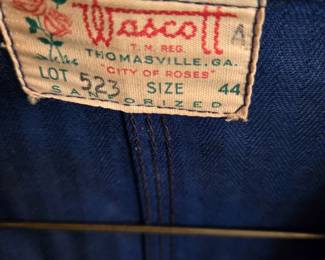 Wascott
T. M. REG.
THOMASVILLE, GA.
"CITY OF ROSES"
LOT 523 SIZE 44
SANFORIZED